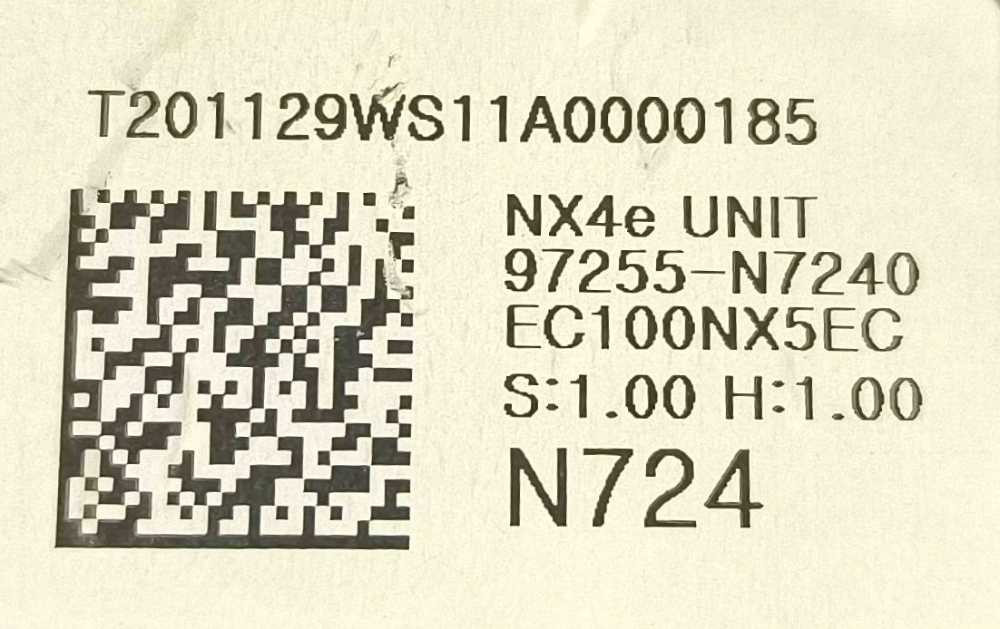 T201129WS11A0000185
NX4e UNIT
97255-N7240
EC100NX5EC
S:1.00 H:1.00
N724